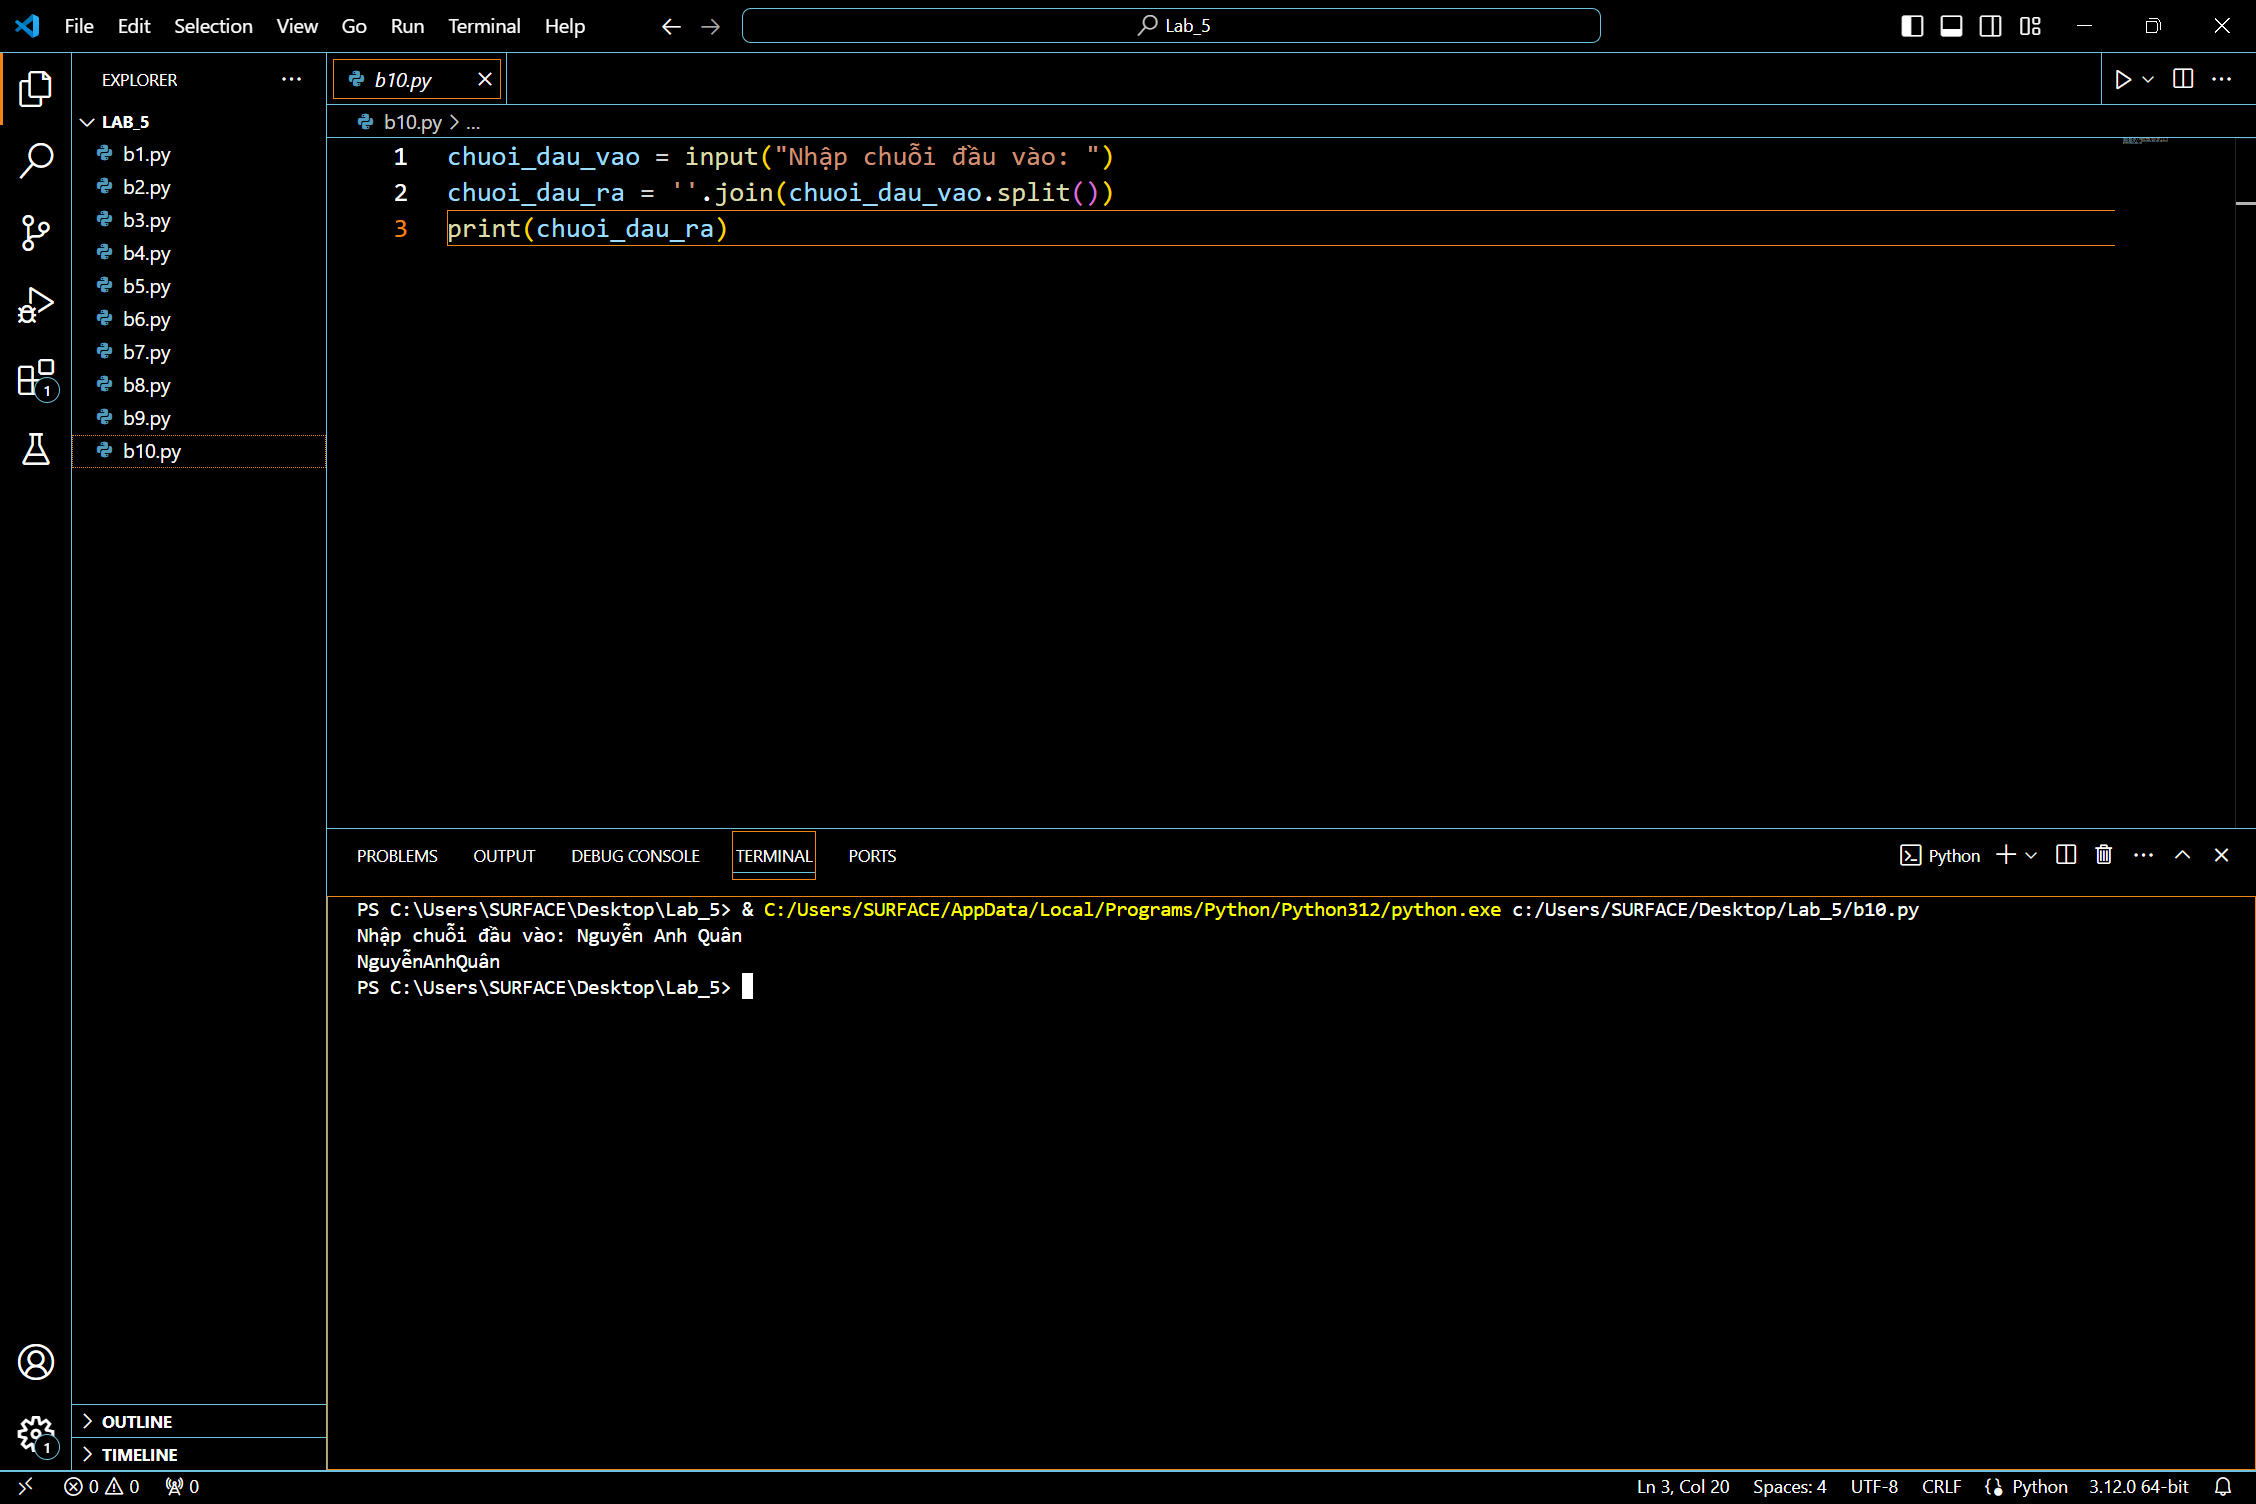 File Edit Selection View Go Run Terminal Help
Lab_5
EXPLORER
LAB_5
b1.py
b2.py
b3.py
b4.py
b5.py
b6.py
b7.py
b8.py
b9.py
b10.py
OUTLINE
TIMELINE
b10.py
b10.py > ...
1 chuoi_dau_vao = input("Nhập chuỗi đầu vào: ")
2 chuoi_dau_ra = ''.join(chuoi_dau_vao.split())
3 print(chuoi_dau_ra)
PROBLEMS OUTPUT DEBUG CONSOLE TERMINAL PORTS
Python
PS C:\Users\SURFACE\Desktop\Lab_5> & C:/Users/SURFACE/AppData/Local/Programs/Python/Python312/python.exe c:/Users/SURFACE/Desktop/Lab_5/b10.py
Nhập chuỗi đầu vào: Nguyễn Anh Quân
NguyễnAnhQuân
PS C:\Users\SURFACE\Desktop\Lab_5>
1
1
0 0 0
Ln 3, Col 20 Spaces: 4 UTF-8 CRLF Python 3.12.0 64-bit